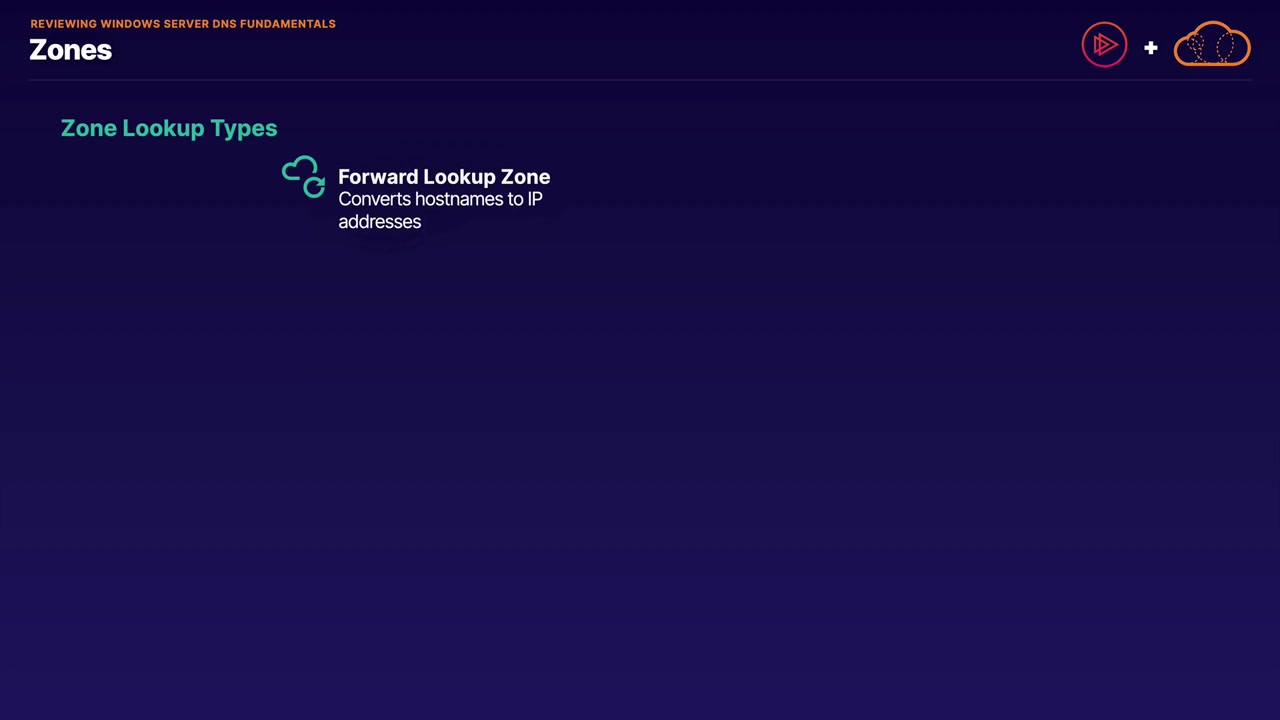 REVIEWING WINDOWS SERVER DNS FUNDAMENTALS
Zones
+
Zone Lookup Types
Forward Lookup Zone
Converts hostnames to IP
addresses